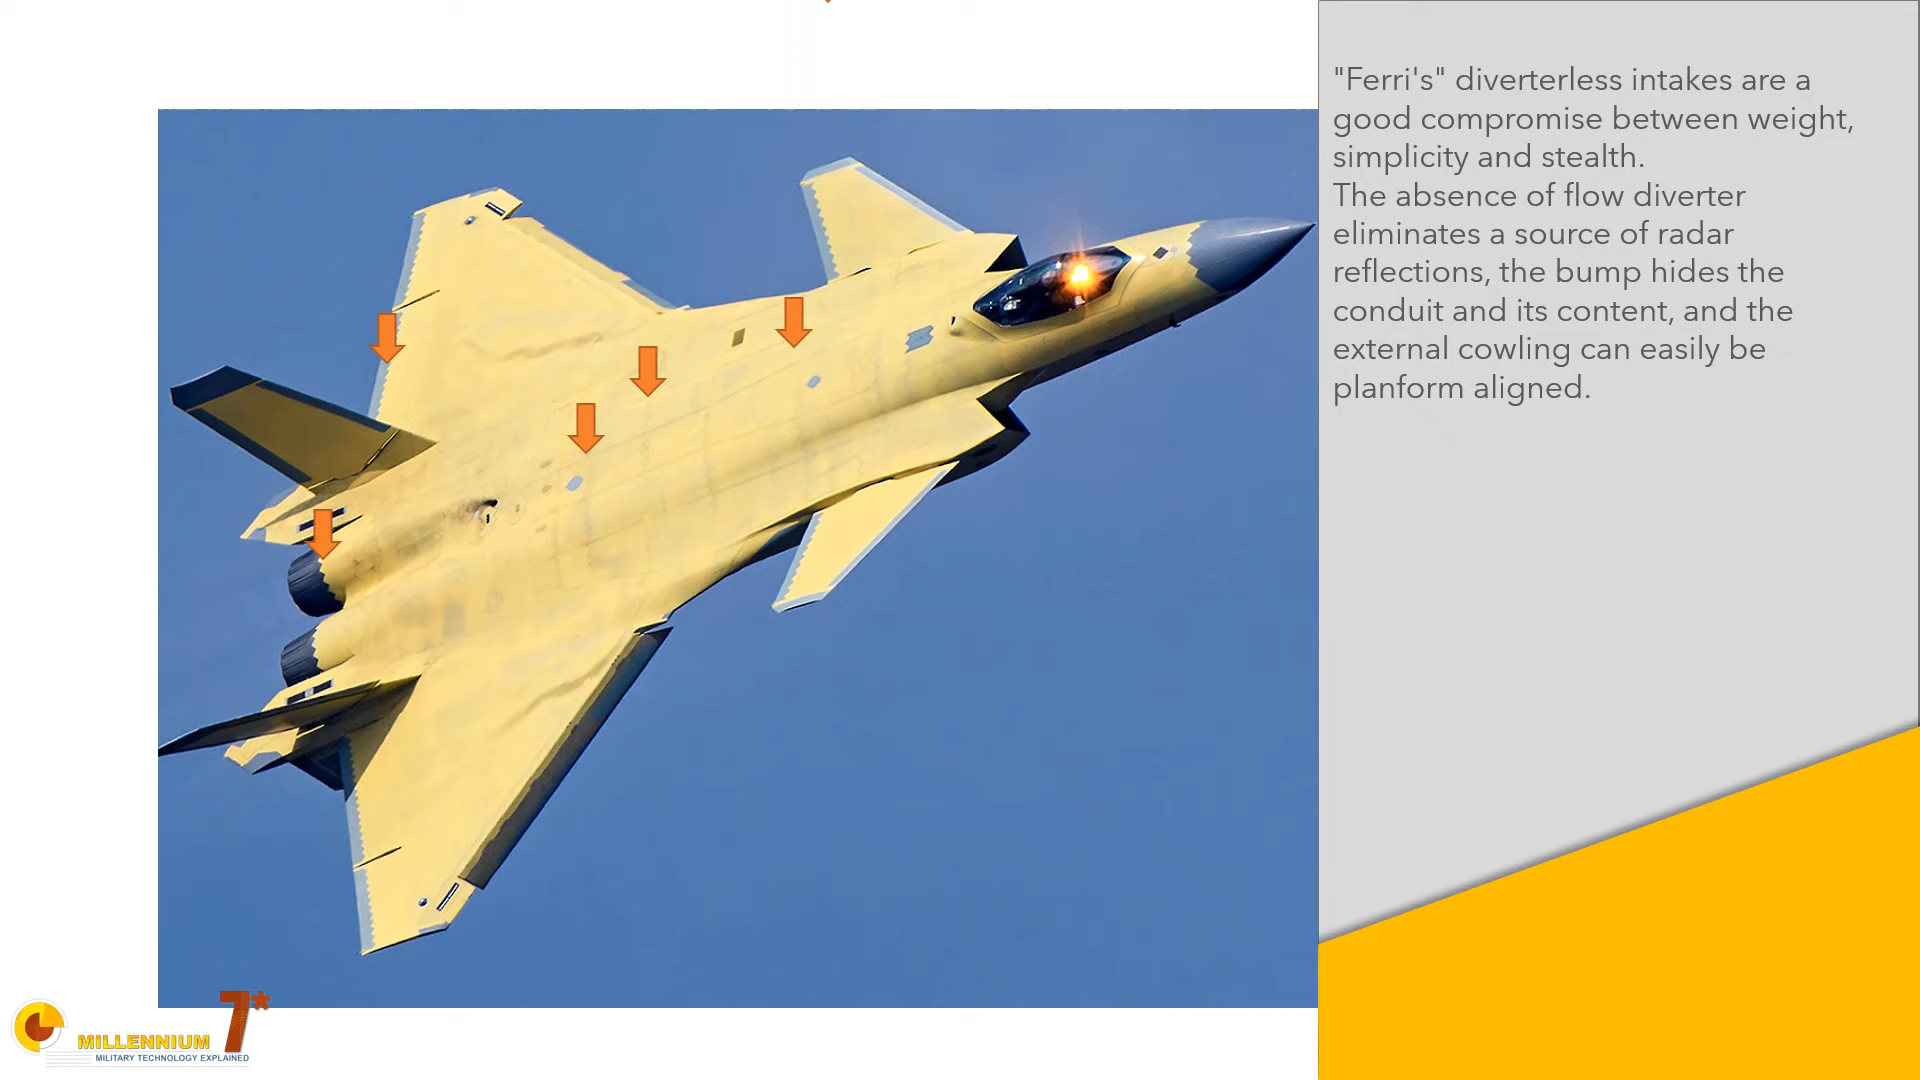 "Ferri's" diverterless intakes are a
good compromise between weight,
simplicity and stealth.
The absence of flow diverter
eliminates a source of radar
reflections, the bump hides the
conduit and its content, and the
external cowling can easily be
planform aligned.
MILLENNIUM 7*
MILITARY TECHNOLOGY EXPLAINED